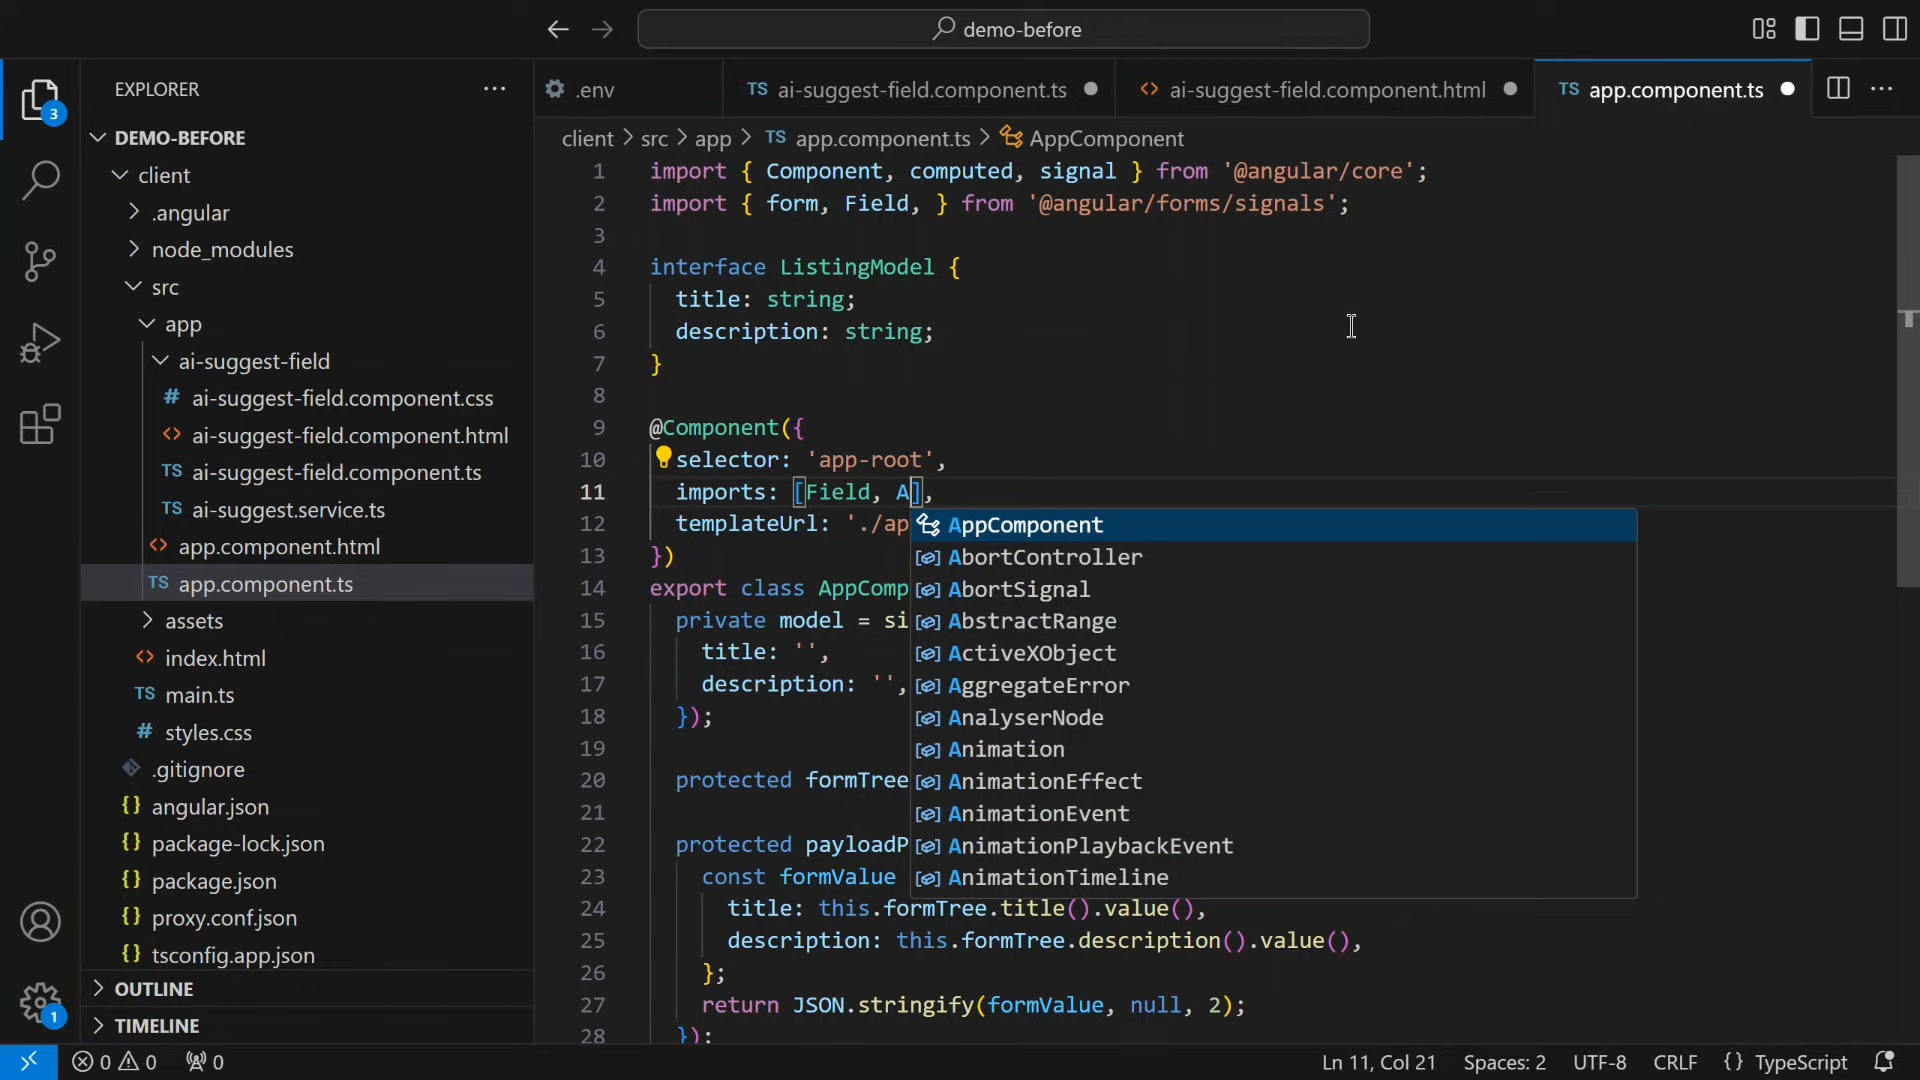 demo-before
EXPLORER
DEMO-BEFORE
client
.angular
node_modules
src
app
ai-suggest-field
# ai-suggest-field.component.css
<> ai-suggest-field.component.html
TS ai-suggest-field.component.ts
TS ai-suggest.service.ts
<> app.component.html
TS app.component.ts
assets
<> index.html
TS main.ts
# styles.css
.gitignore
{} angular.json
{} package-lock.json
{} package.json
{} proxy.conf.json
{} tsconfig.app.json
OUTLINE
TIMELINE
3
1
.env
TS ai-suggest-field.component.ts
<> ai-suggest-field.component.html
TS app.component.ts
client > src > app > TS app.component.ts > AppComponent
1 import { Component, computed, signal } from '@angular/core';
2 import { form, Field, } from '@angular/forms/signals';
3
4 interface ListingModel {
5 title: string;
6 description: string;
7 }
8
9 @Component({
10 selector: 'app-root',
11 imports: [Field, A],
12 templateUrl: './ap
13 })
14 export class AppComp
15 private model = si
16 title: '',
17 description: '',
18 });
19
20 protected formTree
21
22 protected payloadP
23 const formValue
24 title: this.formTree.title().value(),
25 description: this.formTree.description().value(),
26 };
27 return JSON.stringify(formValue, null, 2);
28 });
AppComponent
AbortController
AbortSignal
AbstractRange
ActiveXObject
AggregateError
AnalyserNode
Animation
AnimationEffect
AnimationEvent
AnimationPlaybackEvent
AnimationTimeline
0 0 0
Ln 11, Col 21 Spaces: 2 UTF-8 CRLF {} TypeScript